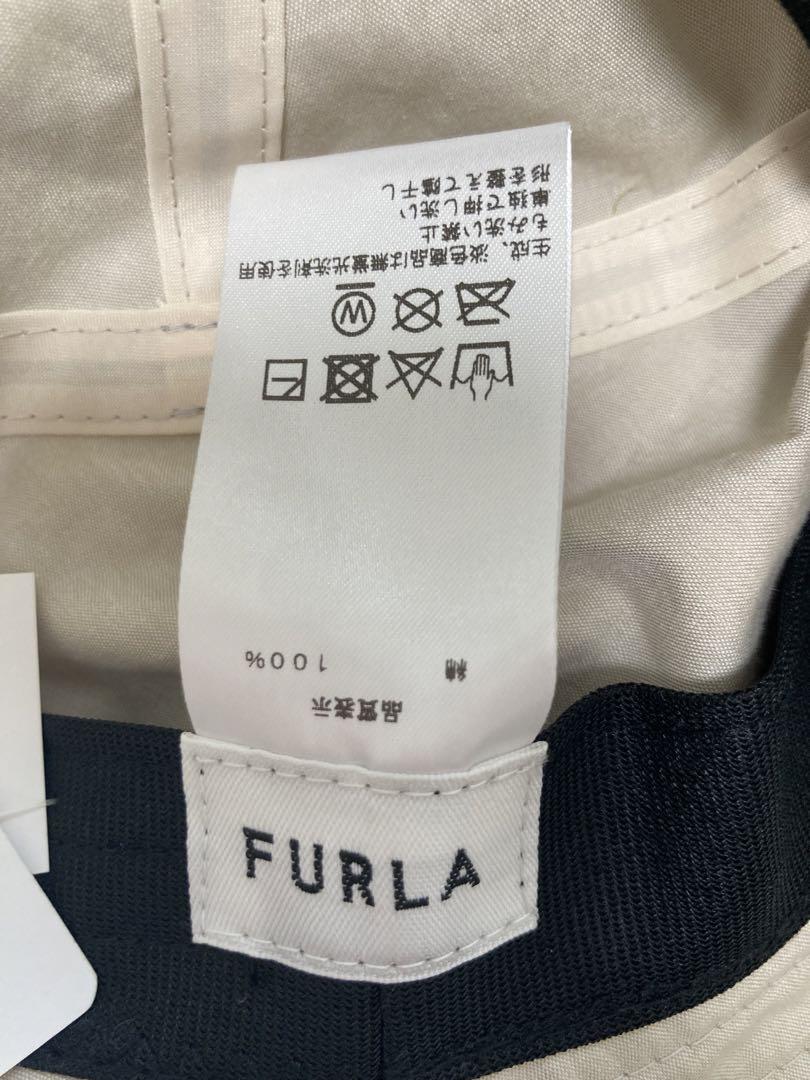 品質表示
綿 100%
W
生成、淡色商品は無蛍光洗剤を使用
もみ洗い禁止
単独で押し洗い
形を整えて陰干し
FURLA